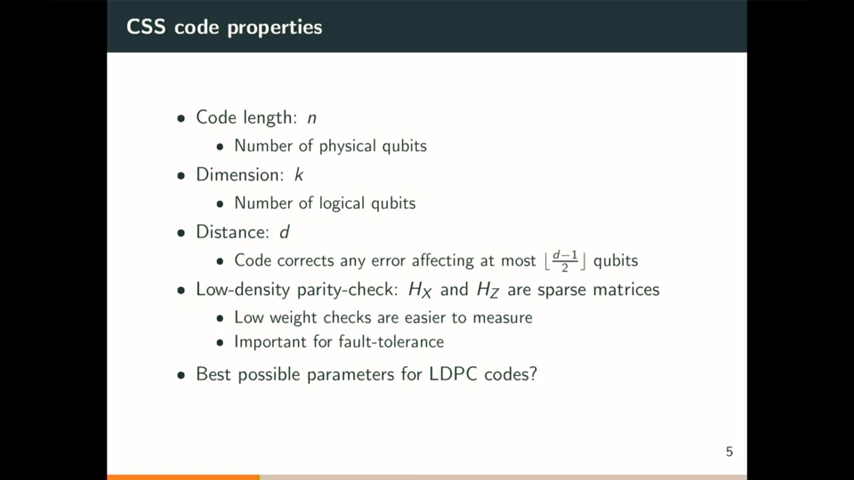 CSS code properties
• Code length: n
• Number of physical qubits
• Dimension: k
• Number of logical qubits
• Distance: d
• Code corrects any error affecting at most ⌊(d−1)/2⌋ qubits
• Low-density parity-check: H_X and H_Z are sparse matrices
• Low weight checks are easier to measure
• Important for fault-tolerance
• Best possible parameters for LDPC codes?
5